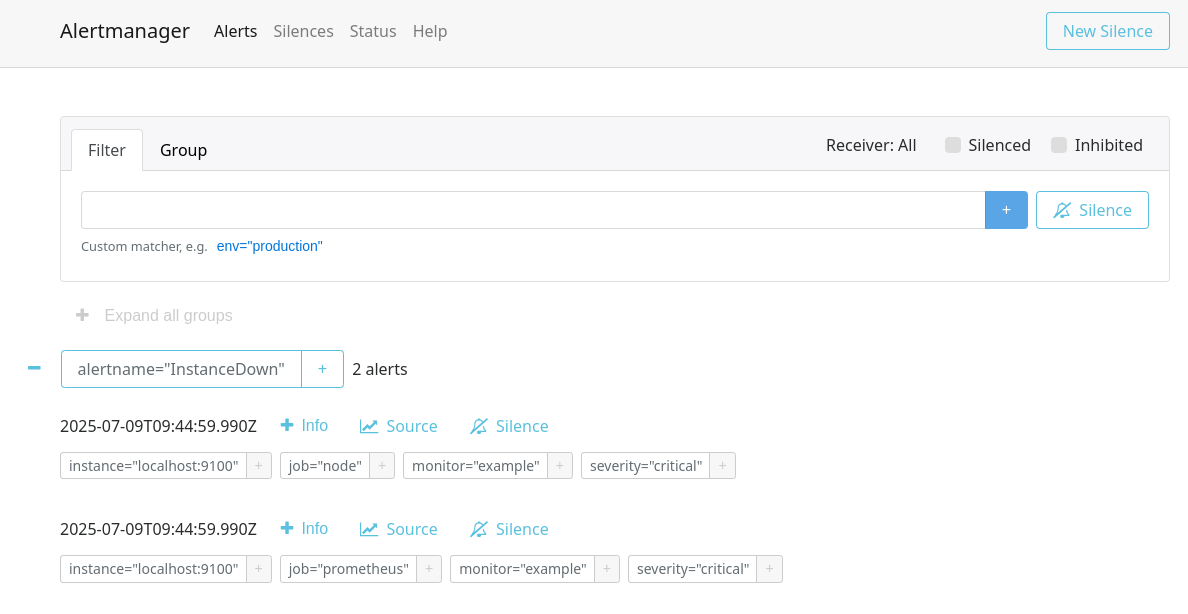 Alertmanager Alerts Silences Status Help New Silence
Filter Group Receiver: All Silenced Inhibited
+ Silence
Custom matcher, e.g. env="production"
+ Expand all groups
− alertname="InstanceDown" + 2 alerts
2025-07-09T09:44:59.990Z + Info Source Silence
instance="localhost:9100" + job="node" + monitor="example" + severity="critical" +
2025-07-09T09:44:59.990Z + Info Source Silence
instance="localhost:9100" + job="prometheus" + monitor="example" + severity="critical" +